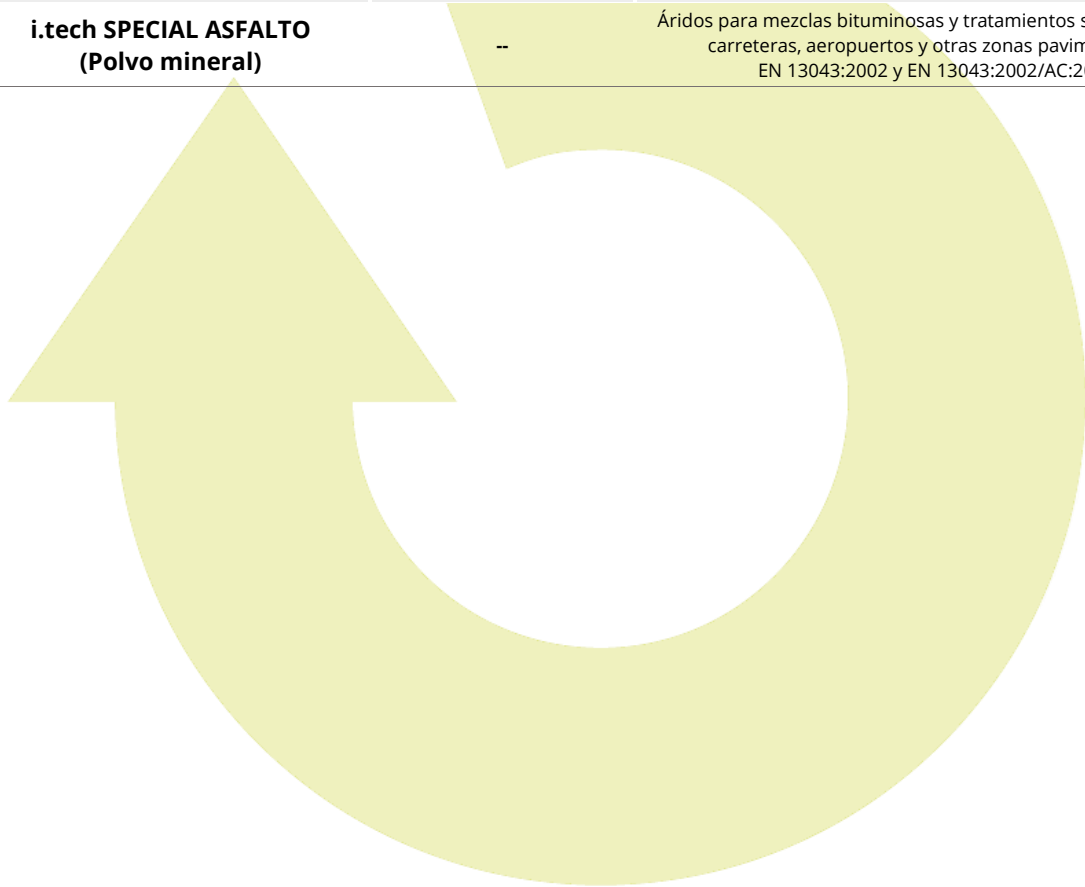 i.tech SPECIAL ASFALTO
(Polvo mineral)
--
Áridos para mezclas bituminosas y tratamientos
carreteras, aeropuertos y otras zonas
EN 13043:2002 y EN 13043:2002/AC: